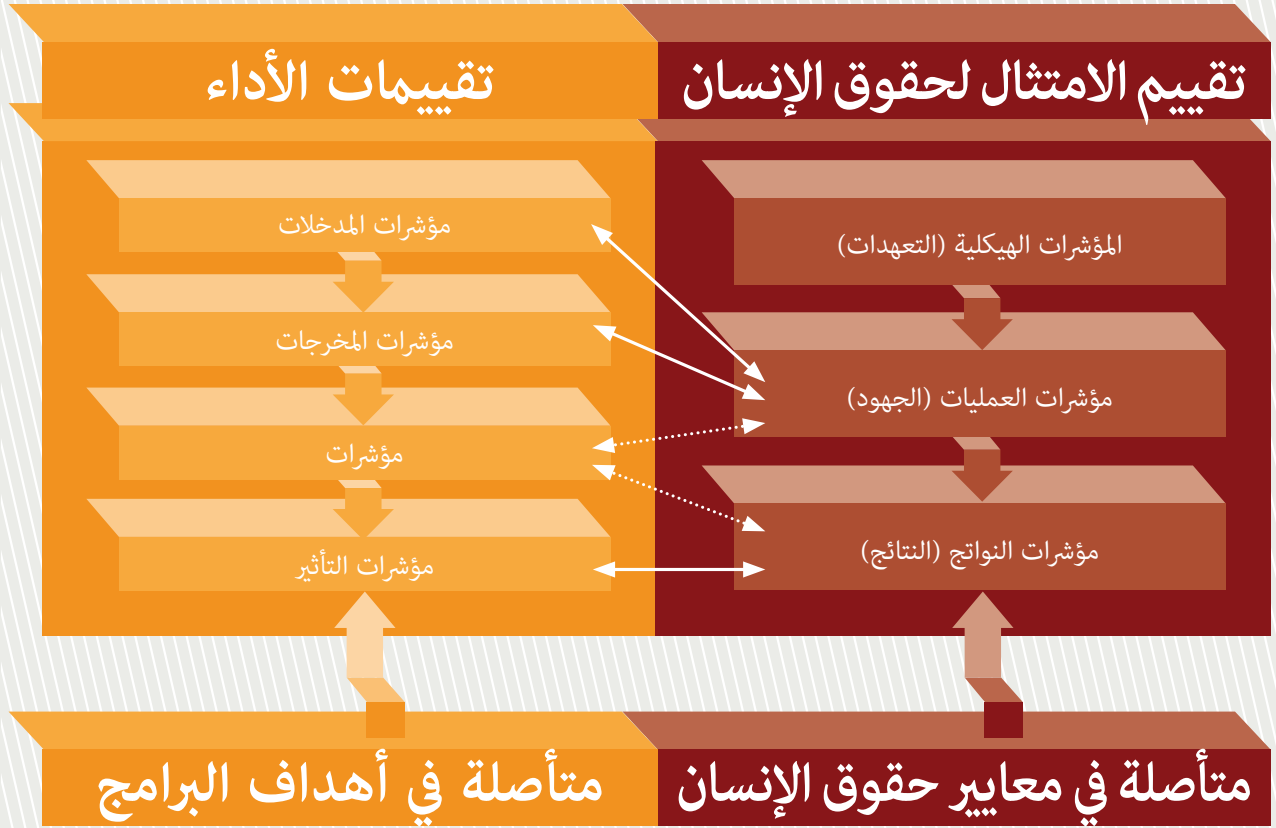 تقييم الامتثال لحقوق الإنسان
المؤشرات الهيكلية (التعهدات)
مؤشرات العمليات (الجهود)
مؤشرات النواتج (النتائج)
متأصلة في معايير حقوق الإنسان
تقييمات الأداء
مؤشرات المدخلات
مؤشرات المخرجات
مؤشرات
مؤشرات التأثير
متأصلة في أهداف البرامج